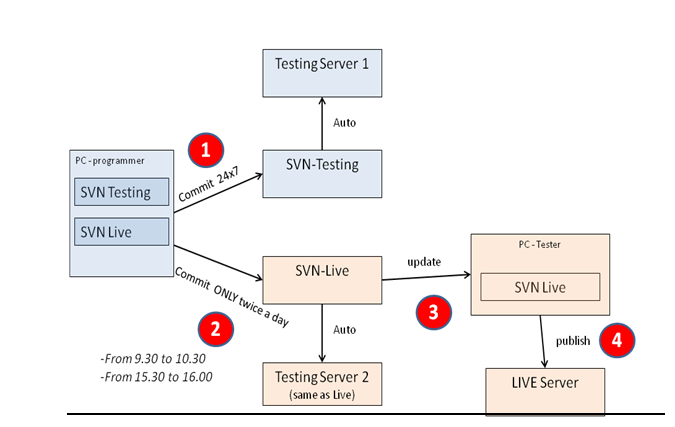 Testing Server 1
Auto
1
PC - programmer
SVN Testing
SVN Live
Commit 24x7
SVN-Testing
PC - Tester
SVN Live
SVN-Live
update
Commit ONLY twice a day
2
3
Auto
publish
4
-From 9.30 to 10.30
-From 15.30 to 16.00
Testing Server 2
(same as Live)
LIVE Server